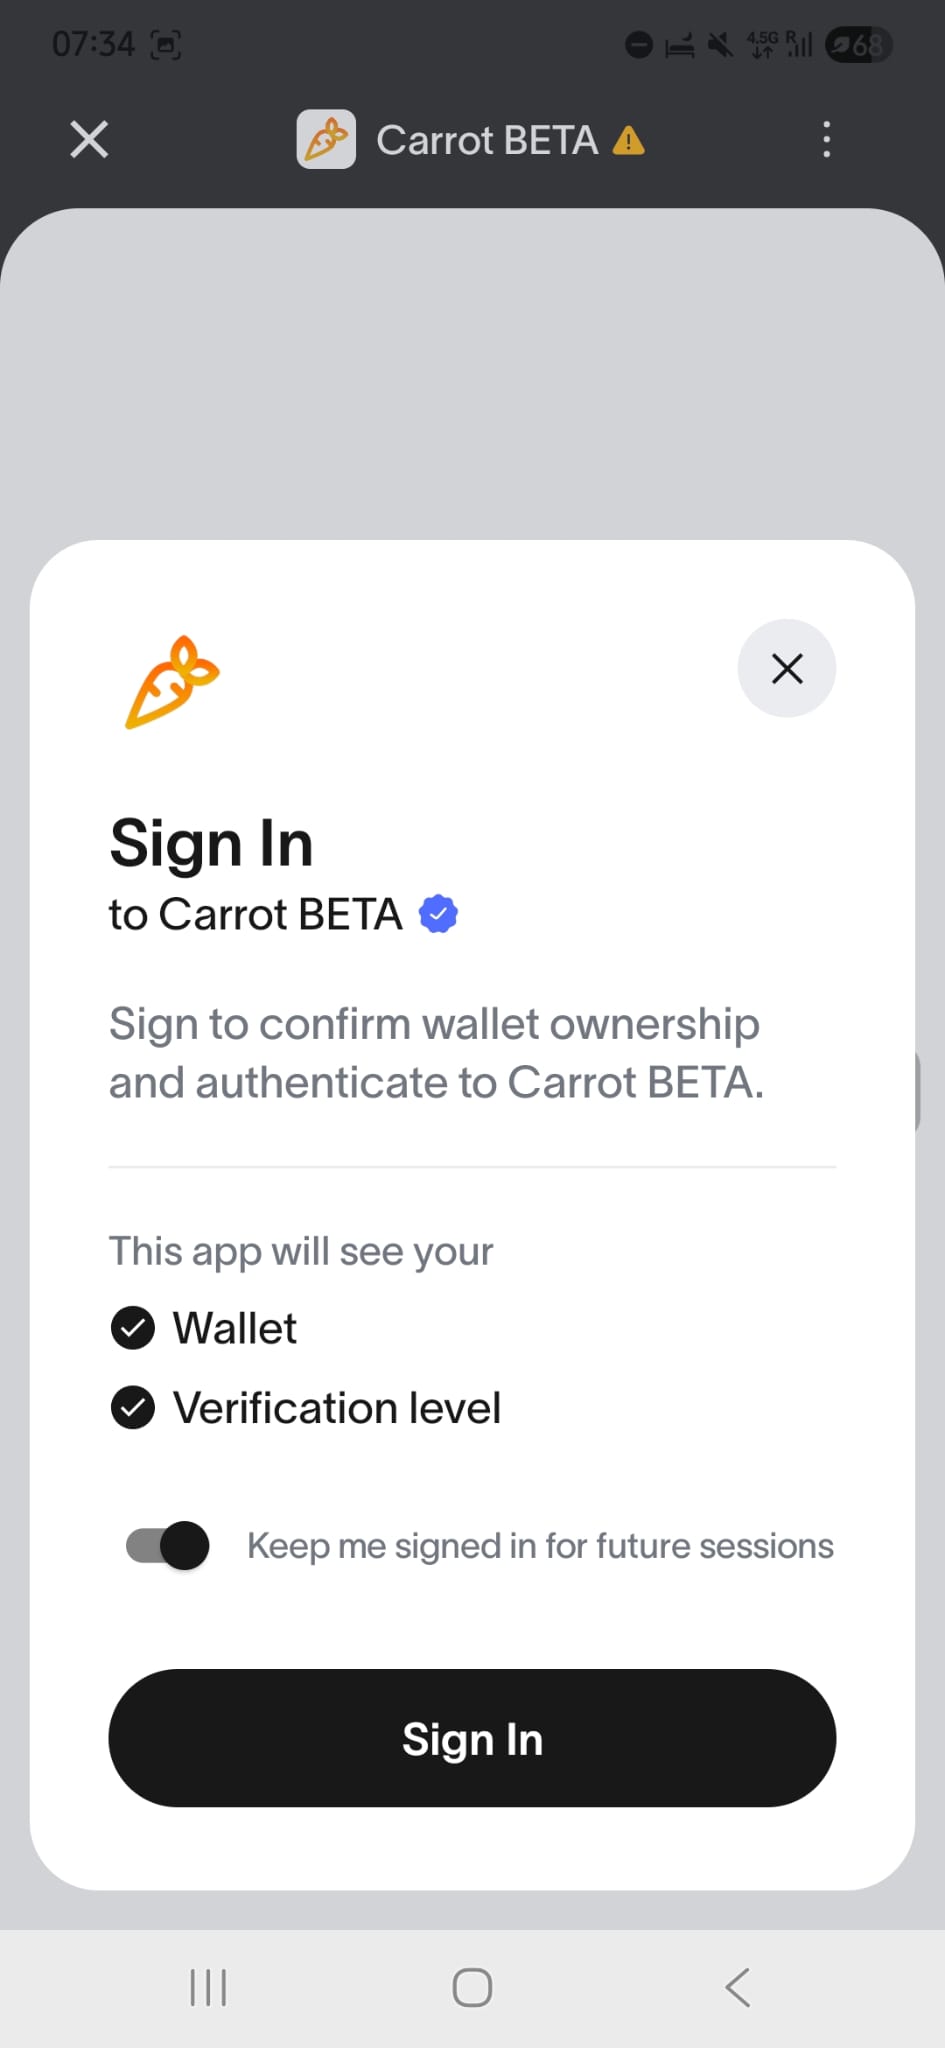 07:34
4.5G R 68
Carrot BETA
Sign In
to Carrot BETA
Sign to confirm wallet ownership
and authenticate to Carrot BETA.
This app will see your
Wallet
Verification level
Keep me signed in for future sessions
Sign In